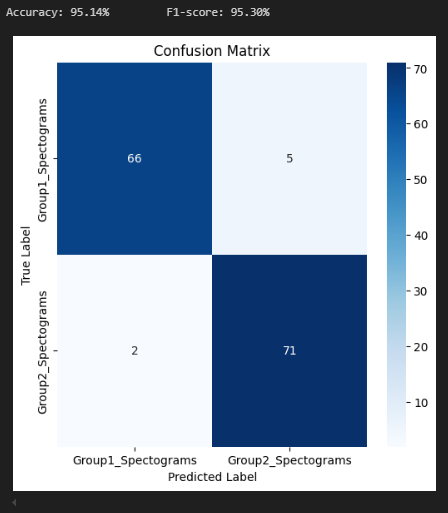 Accuracy: 95.14% F1-score: 95.30%
Confusion Matrix
Group1_Spectograms
66
5
70
60
50
40
30
20
10
True Label
Group2_Spectograms
2
71
Group1_Spectograms
Group2_Spectograms
Predicted Label